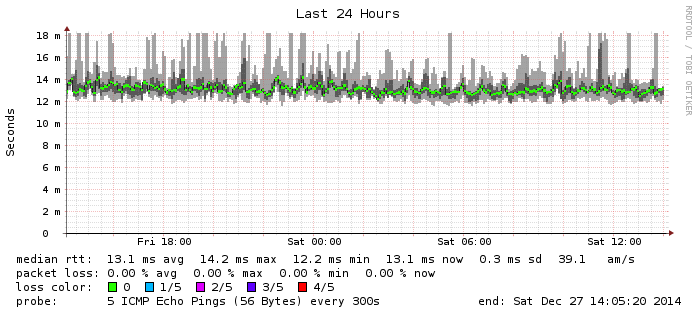 Last 24 Hours
RRDTOOL / TOBI OETIKER
Seconds
18 m
16 m
14 m
12 m
10 m
8 m
6 m
4 m
2 m
0
Fri 18:00 Sat 00:00 Sat 06:00 Sat 12:00
median rtt: 13.1 ms avg 14.2 ms max 12.2 ms min 13.1 ms now 0.3 ms sd 39.1 am/s
packet loss: 0.00 % avg 0.00 % max 0.00 % min 0.00 % now
loss color: 0 1/5 2/5 3/5 4/5
probe: 5 ICMP Echo Pings (56 Bytes) every 300s end: Sat Dec 27 14:05:20 2014